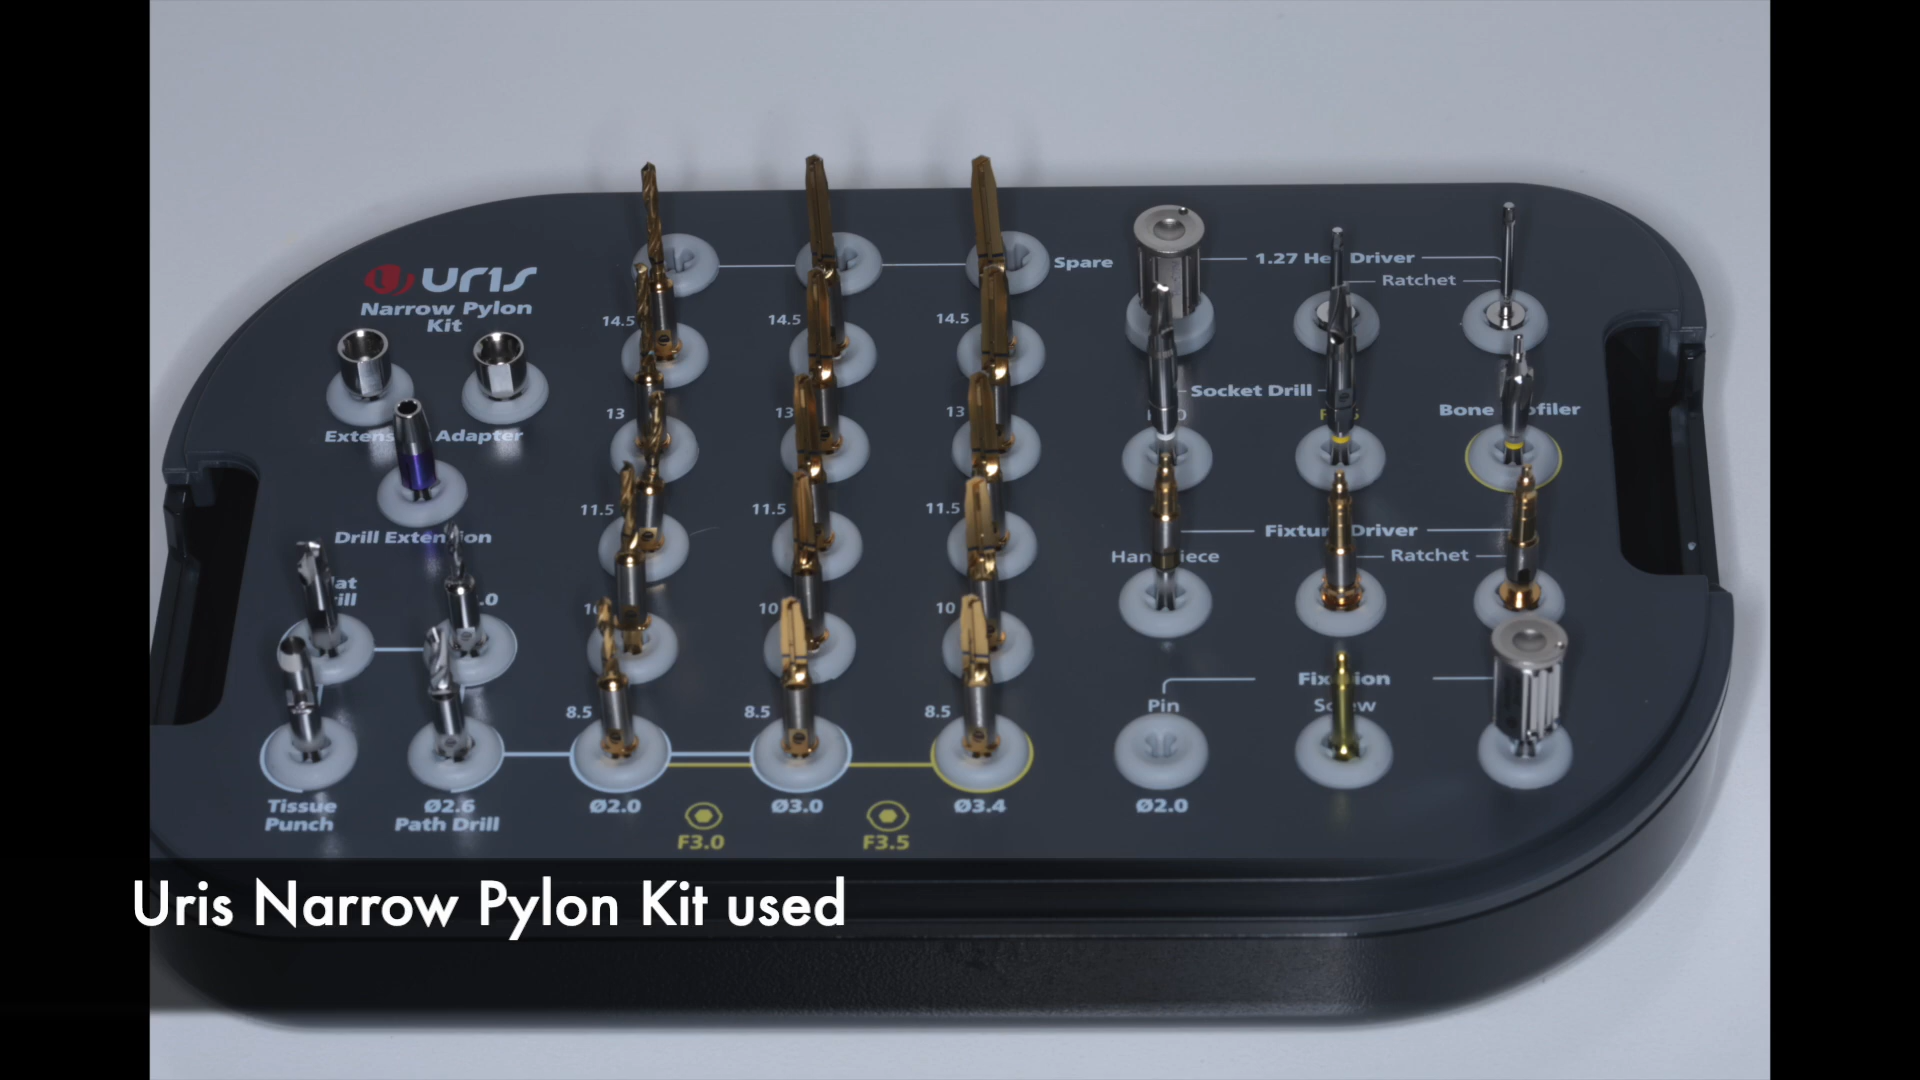 URIS
Narrow Pylon
Kit
Adapter
Drill Extension
Tissue
Punch
Ø2.6
Path Drill
14.5
13
11.5
8.5
Ø2.0
F3.0
14.5
13
11.5
10
8.5
Ø3.0
F3.5
14.5
13
11.5
10
8.5
Ø3.4
Spare
1.27 He Driver
Ratchet
Socket Drill
Bone
Fixtur Driver
Ratchet
Pin
Ø2.0
Uris Narrow Pylon Kit used